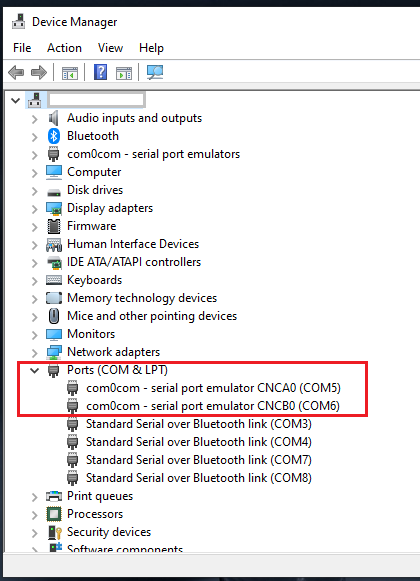 Device Manager
File Action View Help
Audio inputs and outputs
Bluetooth
com0com - serial port emulators
Computer
Disk drives
Display adapters
Firmware
Human Interface Devices
IDE ATA/ATAPI controllers
Keyboards
Memory technology devices
Mice and other pointing devices
Monitors
Network adapters
Ports (COM & LPT)
com0com - serial port emulator CNCA0 (COM5)
com0com - serial port emulator CNCB0 (COM6)
Standard Serial over Bluetooth link (COM3)
Standard Serial over Bluetooth link (COM4)
Standard Serial over Bluetooth link (COM7)
Standard Serial over Bluetooth link (COM8)
Print queues
Processors
Security devices
Software components